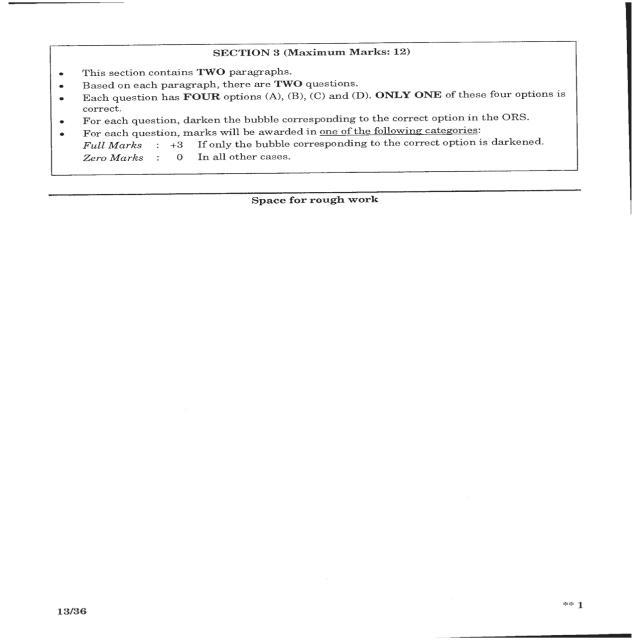 SECTION 3 (Maximum Marks: 12)
• This section contains TWO paragraphs.
• Based on each paragraph, there are TWO questions.
• Each question has FOUR options (A), (B), (C) and (D). ONLY ONE of these four options is
correct.
• For each question, darken the bubble corresponding to the correct option in the ORS.
• For each question, marks will be awarded in one of the following categories:
Full Marks : +3 If only the bubble corresponding to the correct option is darkened.
Zero Marks : 0 In all other cases.
Space for rough work
13/36
** 1